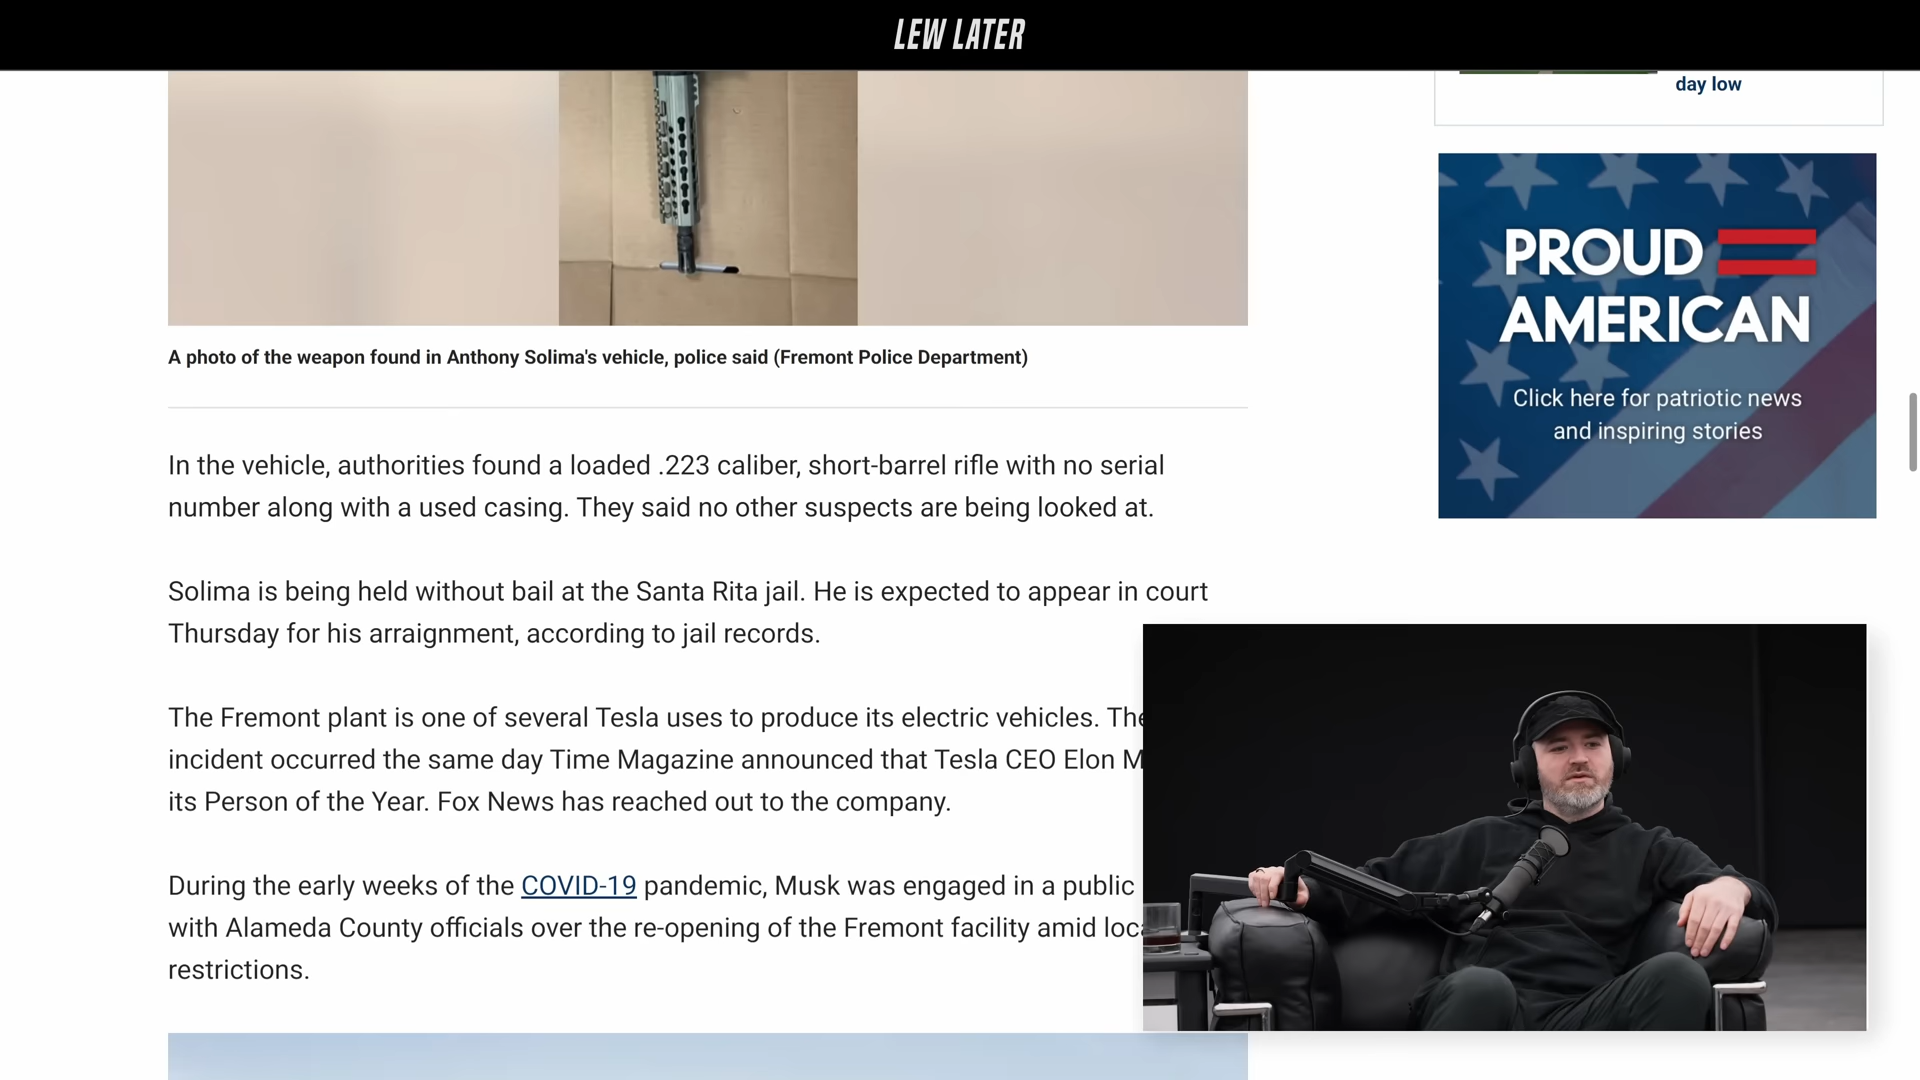 LEW LATER
day low
PROUD
AMERICAN
Click here for patriotic news
and inspiring stories
A photo of the weapon found in Anthony Solima's vehicle, police said (Fremont Police Department)
In the vehicle, authorities found a loaded .223 caliber, short-barrel rifle with no serial
number along with a used casing. They said no other suspects are being looked at.
Solima is being held without bail at the Santa Rita jail. He is expected to appear in court
Thursday for his arraignment, according to jail records.
The Fremont plant is one of several Tesla uses to produce its electric vehicles. The
incident occurred the same day Time Magazine announced that Tesla CEO Elon M
its Person of the Year. Fox News has reached out to the company.
During the early weeks of the COVID-19 pandemic, Musk was engaged in a public
with Alameda County officials over the re-opening of the Fremont facility amid loc
restrictions.